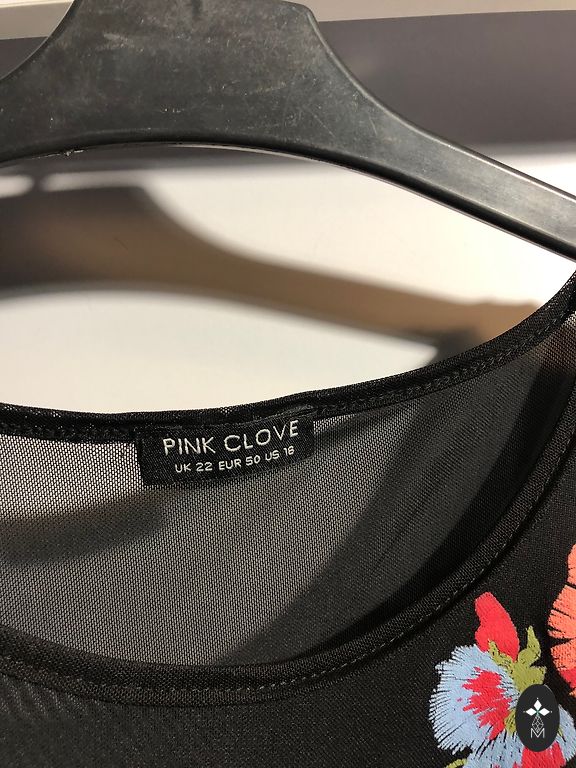 PINK CLOVE
UK 22 EUR 50 US 18
M